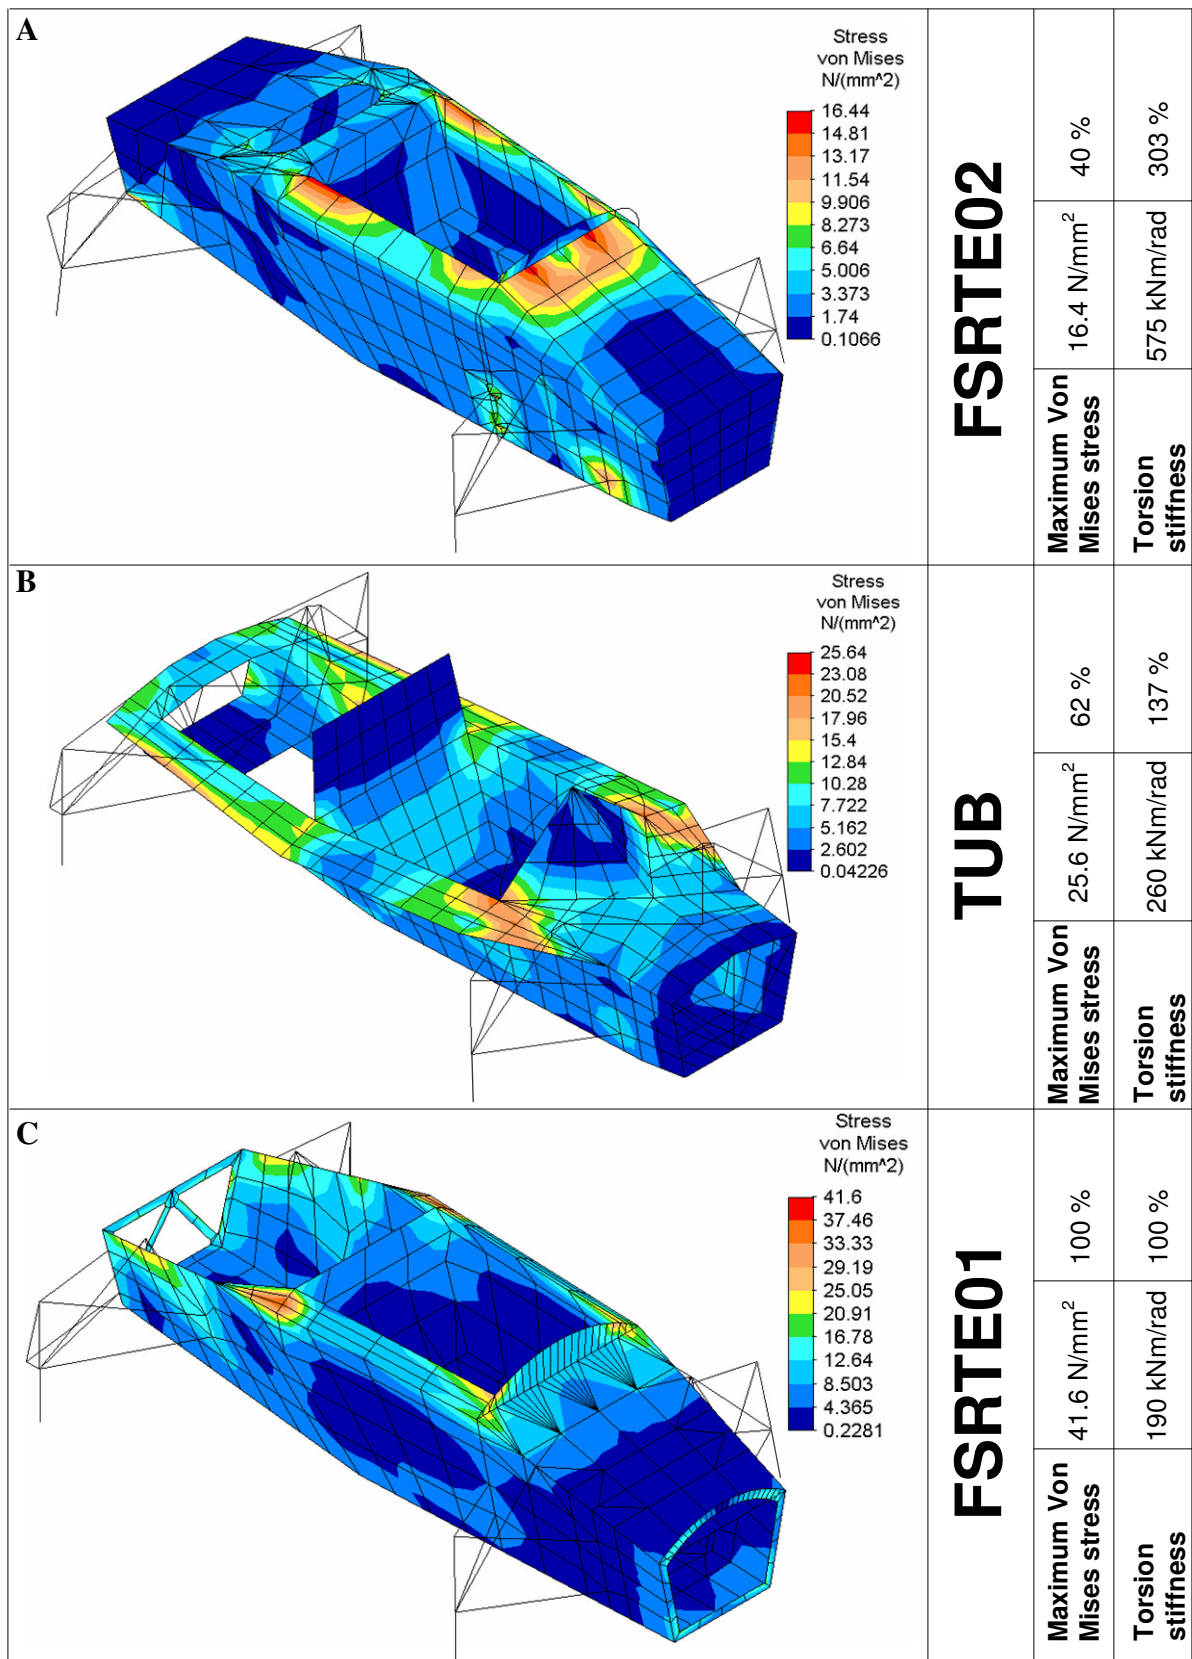 A
Stress
von Mises
N/(mm^2)
16.44
14.81
13.17
11.54
9.906
8.273
6.64
5.006
3.373
1.74
0.1066
FSRTE02
Maximum Von
Mises stress
16.4 N/mm²
40 %
Torsion
stiffness
575 kNm/rad
303 %
B
Stress
von Mises
N/(mm^2)
25.64
23.08
20.52
17.96
15.4
12.84
10.28
7.722
5.162
2.602
0.04226
TUB
Maximum Von
Mises stress
25.6 N/mm²
62 %
Torsion
stiffness
260 kNm/rad
137 %
C
Stress
von Mises
N/(mm^2)
41.6
37.46
33.33
29.19
25.05
20.91
16.78
12.64
8.503
4.365
0.2281
FSRTE01
Maximum Von
Mises stress
41.6 N/mm²
100 %
Torsion
stiffness
190 kNm/rad
100 %